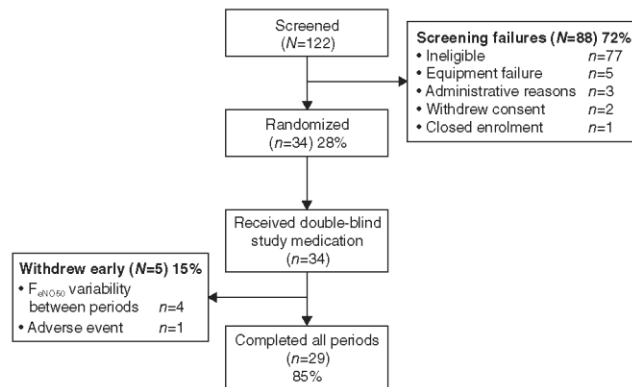 Screened
(N=122)
Screening failures (N=88) 72%
• Ineligible n=77
• Equipment failure n=5
• Administrative reasons n=3
• Withdrew consent n=2
• Closed enrolment n=1
Randomized
(n=34) 28%
Received double-blind
study medication
(n=34)
Withdrew early (N=5) 15%
• FeNO50 variability
between periods n=4
• Adverse event n=1
Completed all periods
(n=29)
85%